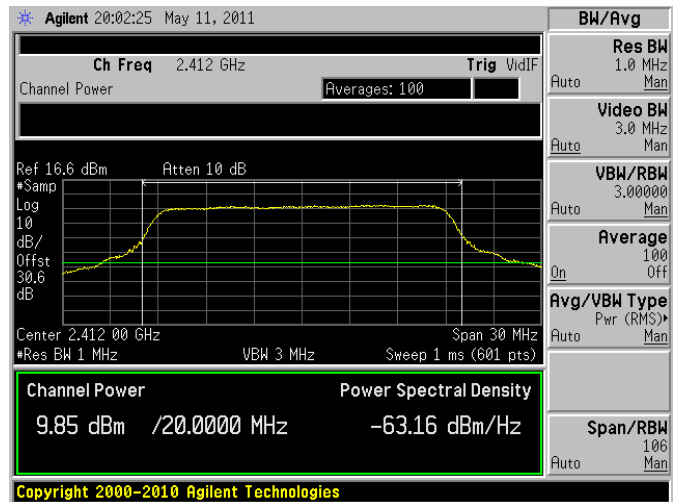 Agilent 20:02:25 May 11, 2011
BW/Avg
Ch Freq 2.412 GHz Trig VidIF
Channel Power Averages: 100
Res BW
1.0 MHz
Auto Man
Video BW
3.0 MHz
Auto Man
VBW/RBW
3.00000
Auto Man
Average
100
On Off
Avg/VBW Type
Pwr (RMS)
Auto Man
Span/RBW
106
Auto Man
Ref 16.6 dBm Atten 10 dB
#Samp
Log
10
dB/
Offst
30.6
dB
Center 2.412 00 GHz Span 30 MHz
#Res BW 1 MHz VBW 3 MHz Sweep 1 ms (601 pts)
Channel Power Power Spectral Density
9.85 dBm /20.0000 MHz -63.16 dBm/Hz
Copyright 2000-2010 Agilent Technologies